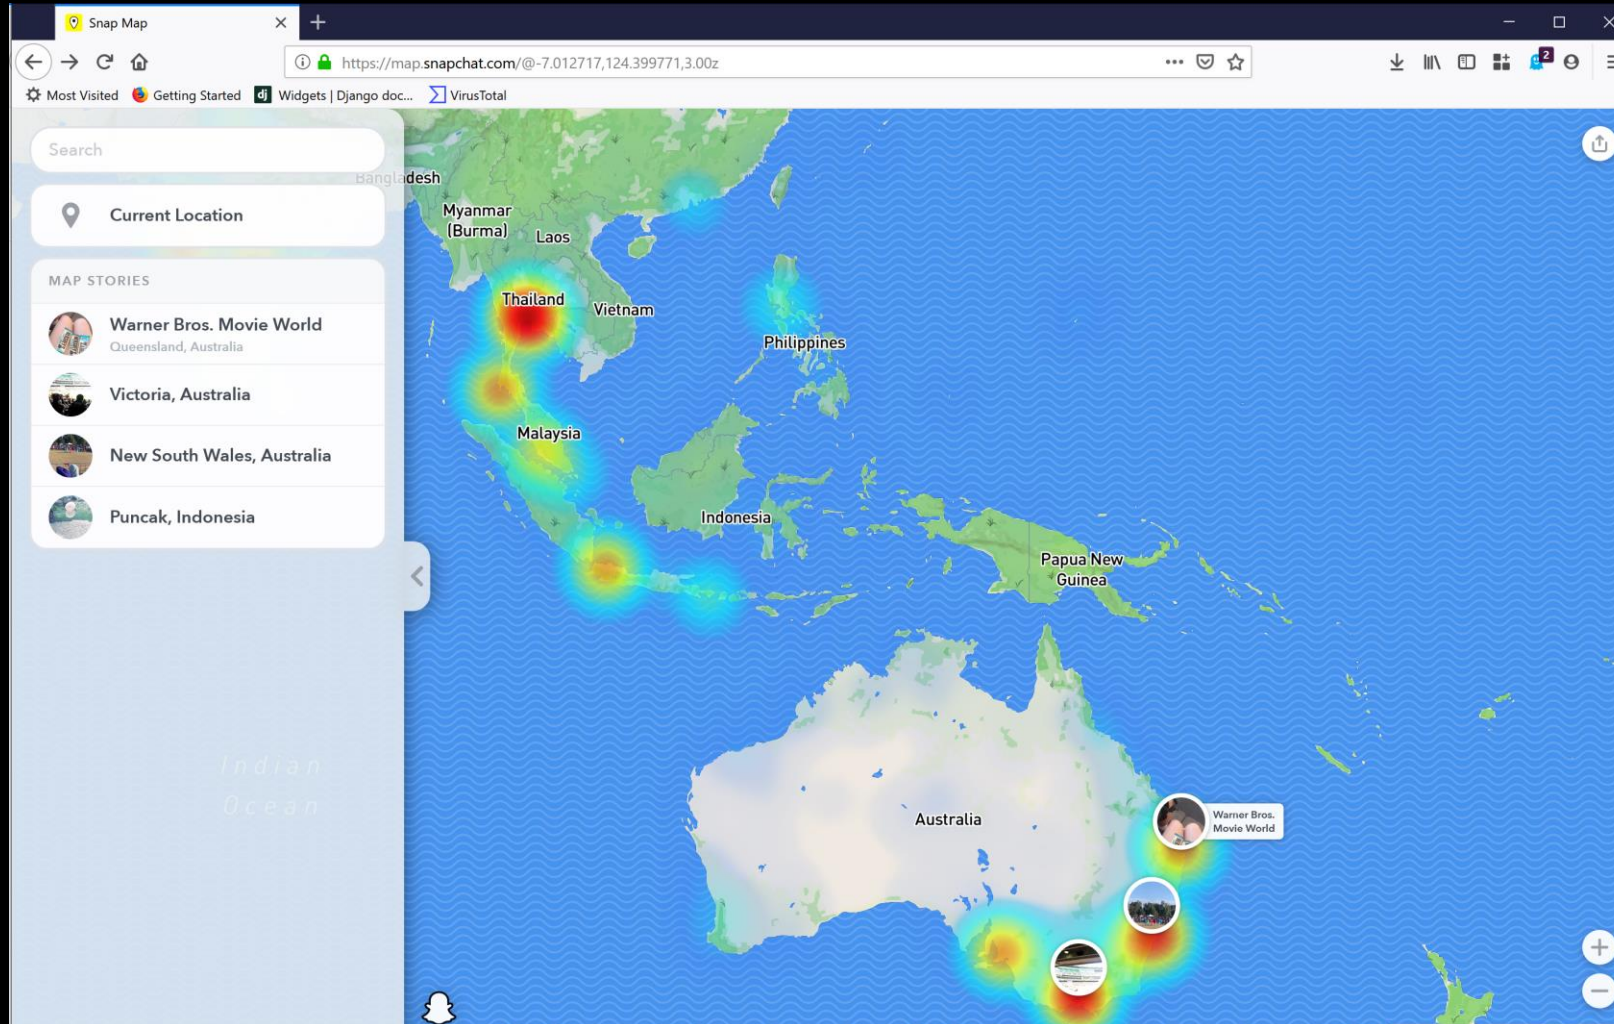 Snap Map
https://map.snapchat.com/@-7.012717,124.399771,3.00z
2
Most Visited
Getting Started
dj
Widgets | Django doc...
VirusTotal
Search
Current Location
MAP STORIES
Warner Bros. Movie World
Queensland, Australia
Victoria, Australia
New South Wales, Australia
Puncak, Indonesia
Indian
Ocean
Bangladesh
Myanmar
(Burma)
Laos
Thailand
Vietnam
Philippines
Malaysia
Indonesia
Papua New
Guinea
Australia
Warner Bros.
Movie World